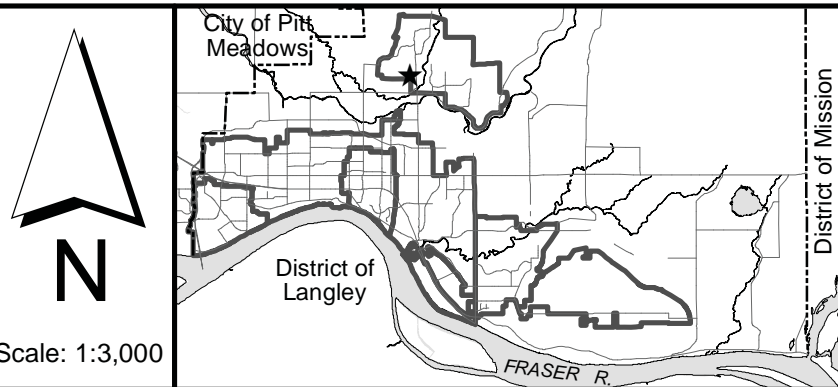 City of Pitt
Meadows
District of Mission
N
District of
Langley
Scale: 1:3,000
FRASER R.